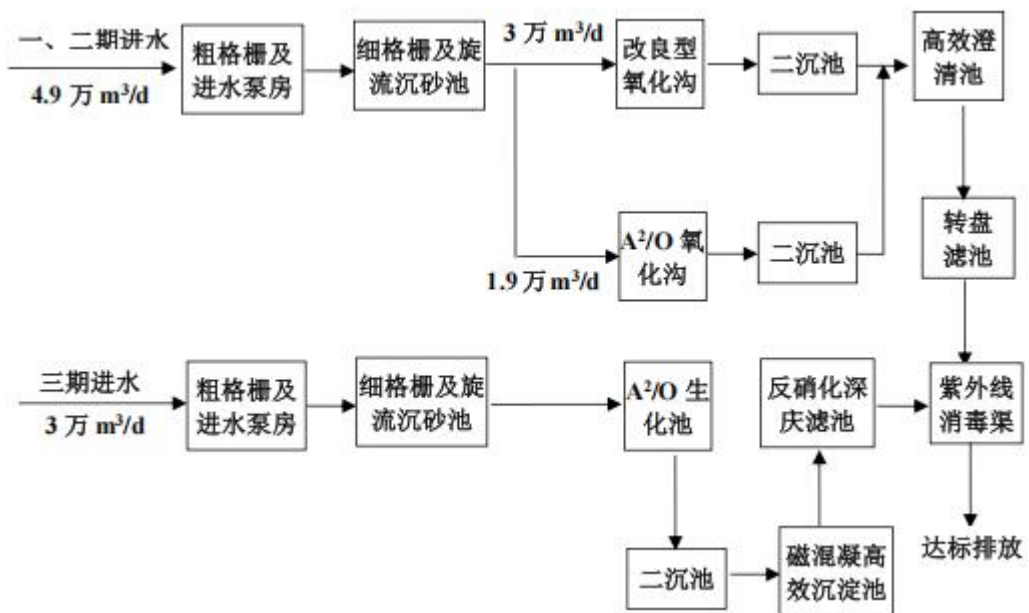 一、二期进水
4.9 万 m³/d
粗格栅及
进水泵房
细格栅及旋
流沉砂池
3 万 m³/d
改良型
氧化沟
二沉池
高效澄
清池
1.9 万 m³/d
A²/O 氧
化沟
二沉池
转盘
滤池
三期进水
3 万 m³/d
粗格栅及
进水泵房
细格栅及旋
流沉砂池
A²/O 生
化池
二沉池
磁混凝高
效沉淀池
反硝化深
庆滤池
紫外线
消毒渠
达标排放